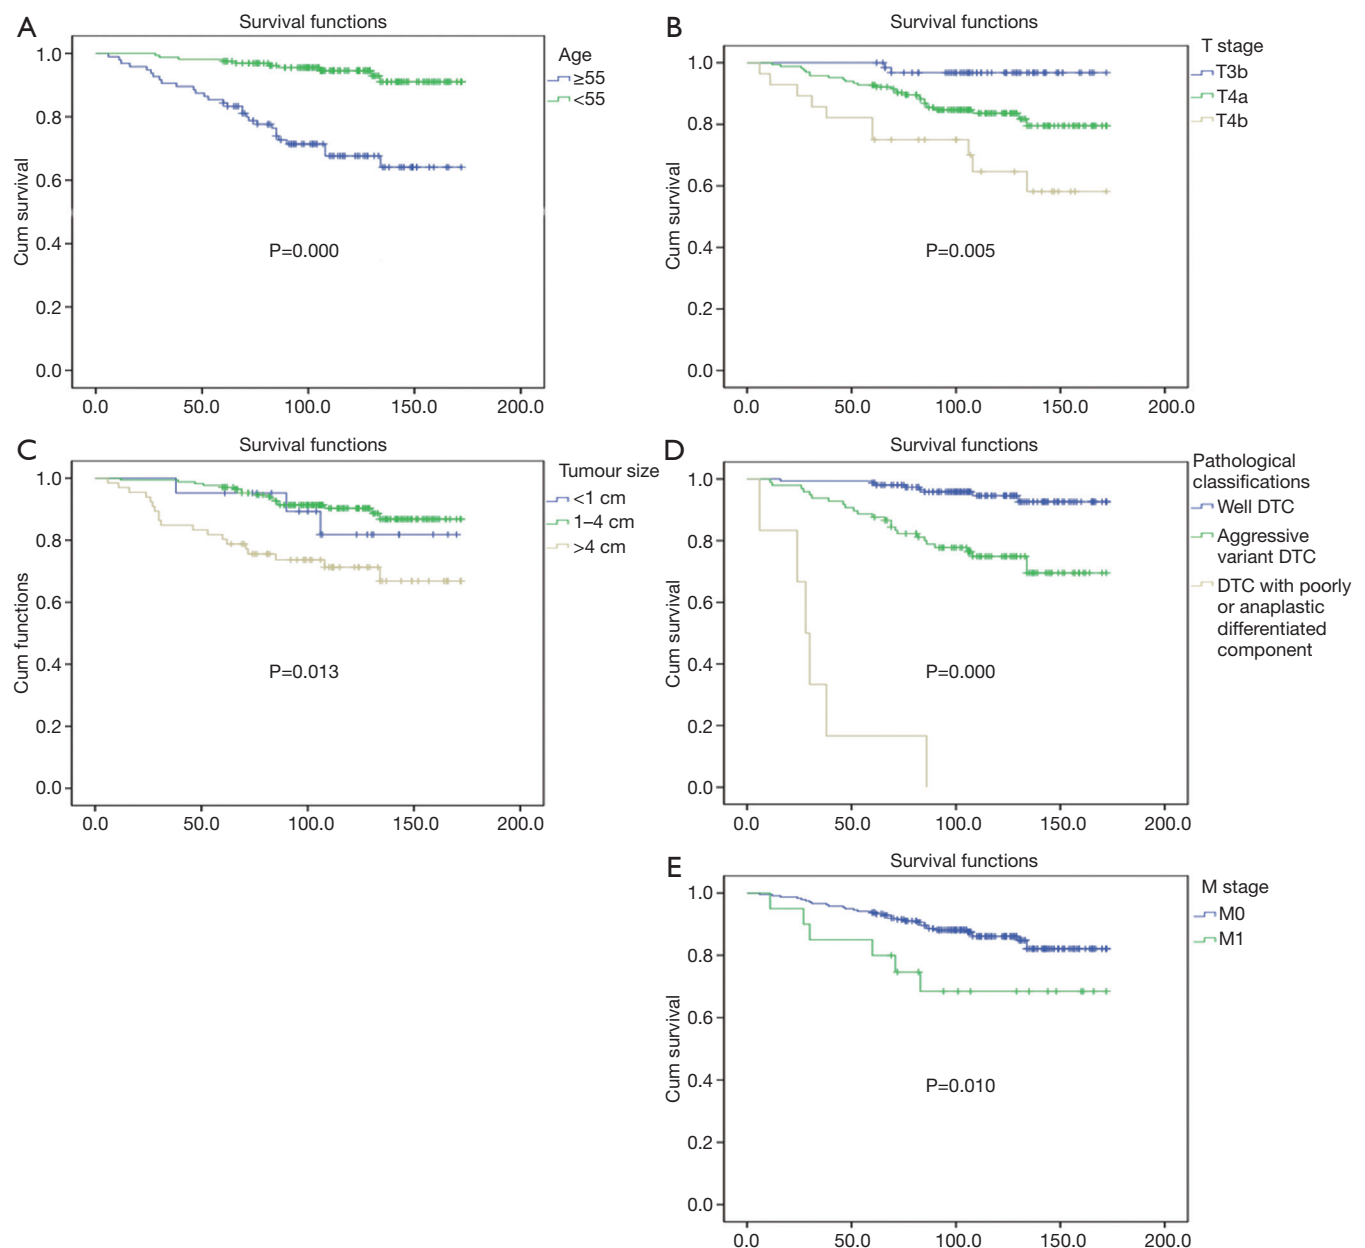 A
Survival functions
Age
≥55
<55
1.0
0.8
0.6
0.4
0.2
0.0
Cum survival
P=0.000
0.0 50.0 100.0 150.0 200.0
B
Survival functions
T stage
T3b
T4a
T4b
1.0
0.8
0.6
0.4
0.2
0.0
Cum survival
P=0.005
0.0 50.0 100.0 150.0 200.0
C
Survival functions
Tumour size
<1 cm
1–4 cm
>4 cm
1.0
0.8
0.6
0.4
0.2
0.0
Cum functions
P=0.013
0.0 50.0 100.0 150.0 200.0
D
Survival functions
Pathological
classifications
Well DTC
Aggressive
variant DTC
DTC with poorly
or anaplastic
differentiated
component
1.0
0.8
0.6
0.4
0.2
0.0
Cum survival
P=0.000
0.0 50.0 100.0 150.0 200.0
E
Survival functions
M stage
M0
M1
1.0
0.8
0.6
0.4
0.2
0.0
Cum survival
P=0.010
0.0 50.0 100.0 150.0 200.0